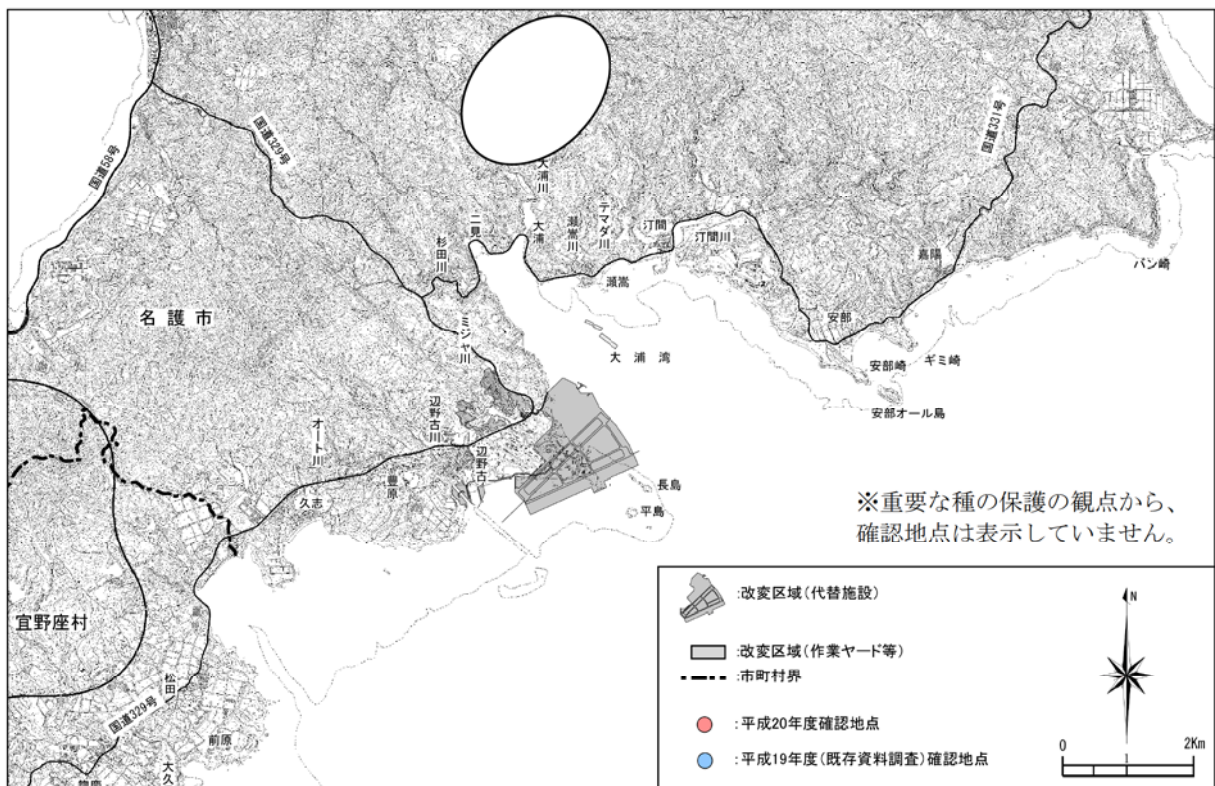 国道58号
国道329号
国道331号
大浦川
大浦
二見
杉田川
瀬嵩川
テマダ川
汀間
汀間川
瀬嵩
嘉陽
バン崎
安部
安部崎
ギミ崎
安部オール島
大浦湾
名護市
ミジャ川
辺野古川
辺野古
オート川
久志
豊原
長島
平島
宜野座村
松田
国道329号
前原
大久
※重要な種の保護の観点から、
確認地点は表示していません。
:改変区域(代替施設)
:改変区域(作業ヤード等)
:市町村界
:平成20年度確認地点
:平成19年度(既存資料調査)確認地点
N
0 1 2Km